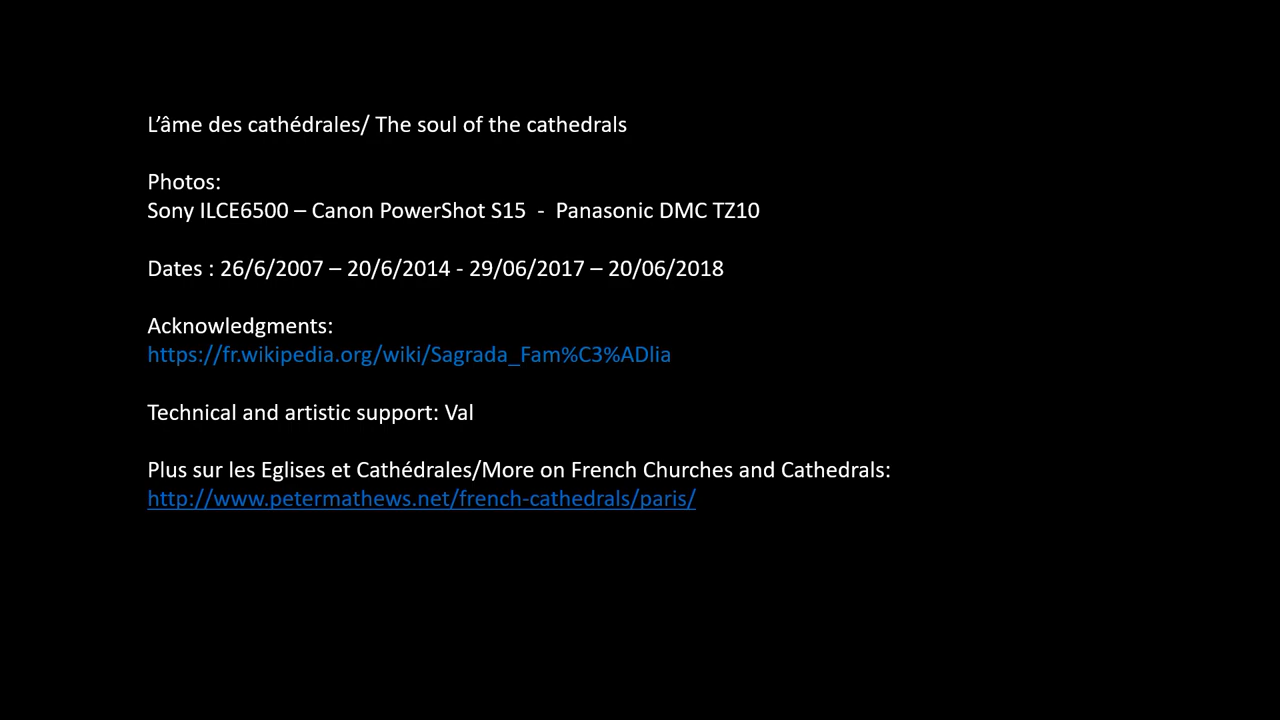 L’âme des cathédrales/ The soul of the cathedrals
Photos:
Sony ILCE6500 – Canon PowerShot S15  -  Panasonic DMC TZ10
Dates : 26/6/2007 – 20/6/2014 - 29/06/2017 – 20/06/2018
Acknowledgments:
https://fr.wikipedia.org/wiki/Sagrada_Fam%C3%ADlia
Technical and artistic support: Val
Plus sur les Eglises et Cathédrales/More on French Churches and Cathedrals:
http://www.petermathews.net/french-cathedrals/paris/